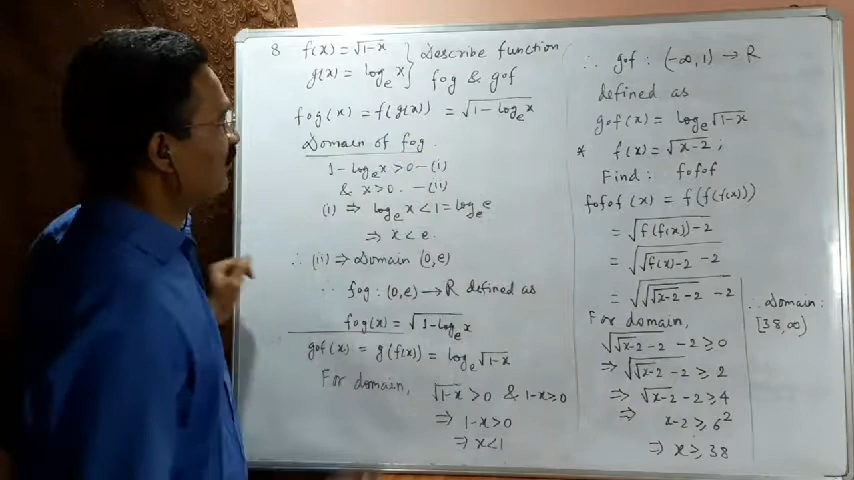 8 f(x) = √1-x } Describe function
g(x) = logₑ x } fog & gof
fog(x) = f(g(x)) = √1 - logₑ x
Domain of fog.
1 - logₑ x > 0 — (i)
& x > 0. — (ii)
(i) ⇒ logₑ x < 1 = logₑ e
⇒ x < e.
∴ (ii) ⇒ Domain (0, e)
∴ fog : (0, e) → R defined as
fog(x) = √1 - logₑ x
gof(x) = g(f(x)) = logₑ √1-x
For domain, √1-x > 0 & 1-x ≥ 0
⇒ 1-x > 0
⇒ x < 1
∴ gof : (-∞, 1) → R
defined as
gof(x) = logₑ √1-x
* f(x) = √x-2 ;
Find : fofof
fofof(x) = f(f(f(x)))
= √f(f(x)) - 2
= √√f(x)-2 - 2
= √√√x-2 - 2 - 2
For domain,
√√x-2 - 2 - 2 ≥ 0
⇒ √√x-2 - 2 ≥ 2
⇒ √x-2 - 2 ≥ 4
⇒ x-2 ≥ 6²
⇒ x ≥ 38
∴ Domain :
[38, ∞)